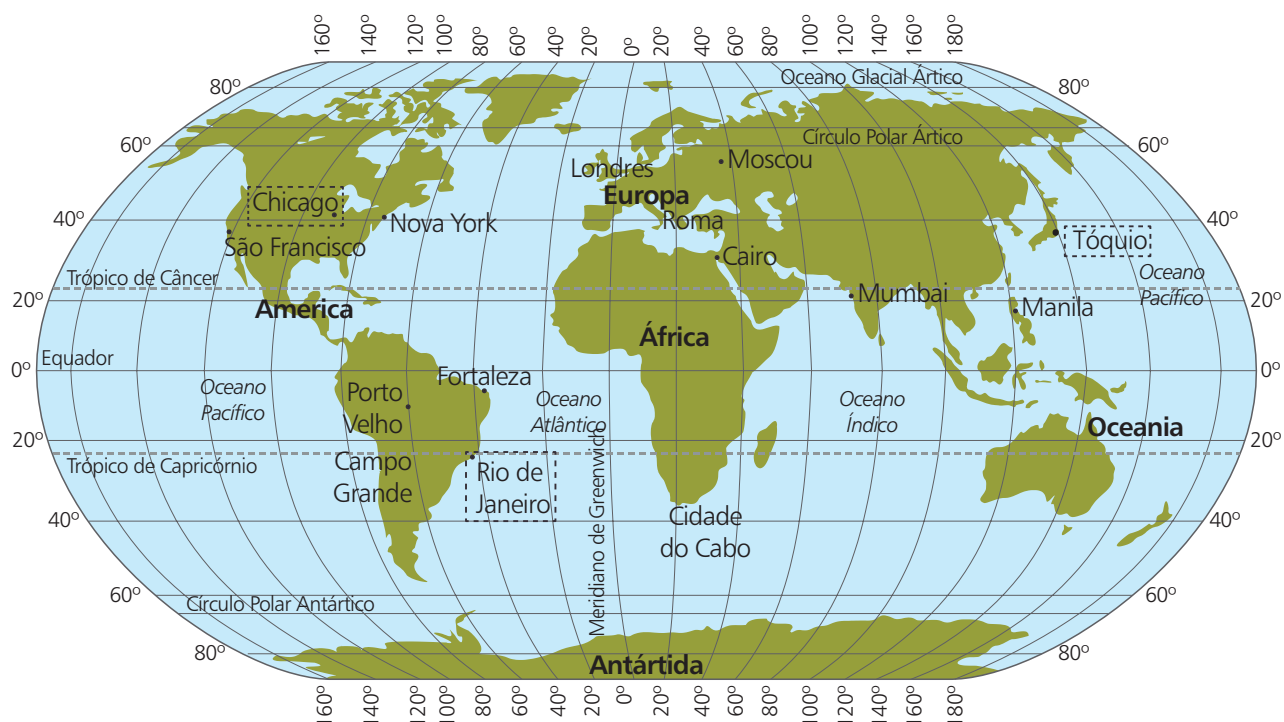 160º 140º 120º 100º 80º 60º 40º 20º 0º 20º 40º 60º 80º 100º 120º 140º 160º 180º
Oceano Glacial Ártico
80º 80º
Círculo Polar Ártico
60º 60º
Londres
Moscou
Europa
Chicago
Nova York
Roma
40º 40º
São Francisco
Tóquio
Cairo
Trópico de Câncer
Oceano
Pacífico
Mumbai
20º 20º
America
Manila
África
Equador
0º 0º
Fortaleza
Oceano
Pacífico
Porto
Velho
Oceano
Atlântico
Oceano
Índico
Oceania
20º 20º
Trópico de Capricórnio
Campo
Grande
Rio de
Janeiro
Meridiano de Greenwich
40º 40º
Cidade
do Cabo
60º 60º
Círculo Polar Antártico
80º 80º
Antártida
160º 140º 120º 100º 80º 60º 40º 20º 0º 20º 40º 60º 80º 100º 120º 140º 160º 180º